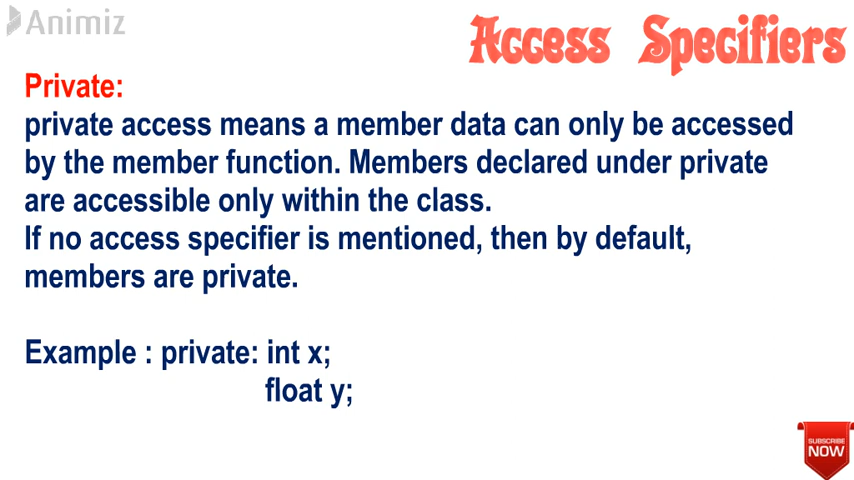 Animiz
Access Specifiers
Private:
private access means a member data can only be accessed
by the member function. Members declared under private
are accessible only within the class.
If no access specifier is mentioned, then by default,
members are private.
Example : private: int x;
float y;
SUBSCRIBE
NOW